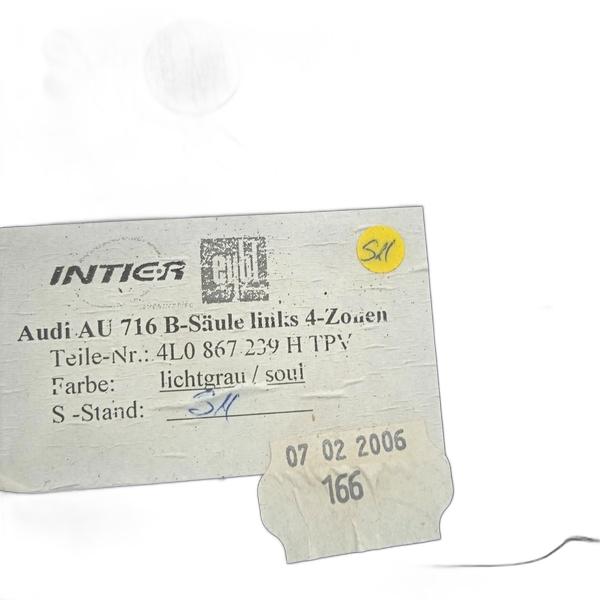 INTIER eybl
Audi AU 716 B-Säule links 4-Zonen
Teile-Nr.: 4L0 867 239 H TPV
Farbe: lichtgrau / soul
S -Stand:
07 02 2006
166